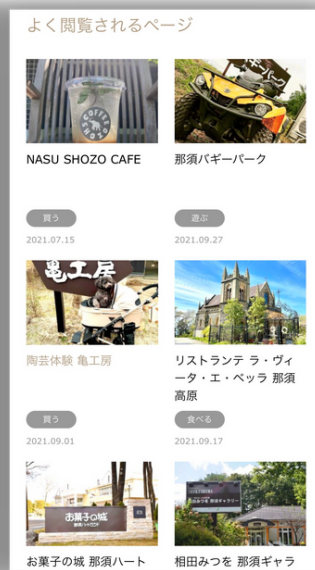 よく閲覧されるページ
NASU SHOZO CAFE
買う
2021.07.15
那須バギーパーク
遊ぶ
2021.09.27
亀工房
陶芸体験 亀工房
買う
2021.09.01
リストランテ ラ・ヴィ
ータ・エ・ベッラ 那須
高原
食べる
2021.09.17
お菓子の城
お菓子の城 那須ハート
相田みつを 那須ギャラ